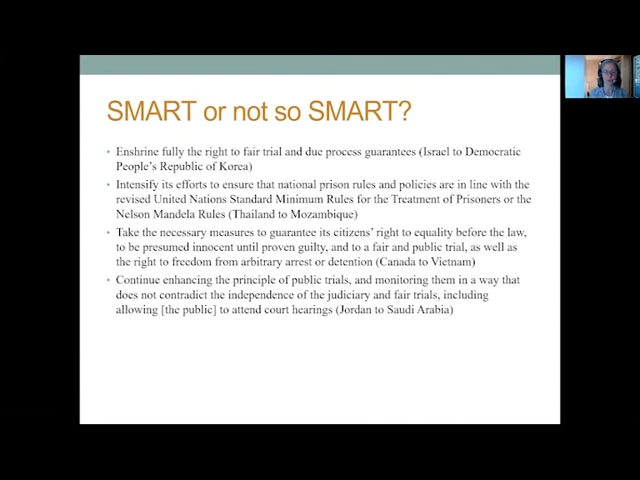 SMART or not so SMART?
• Enshrine fully the right to fair trial and due process guarantees (Israel to Democratic
People's Republic of Korea)
• Intensify its efforts to ensure that national prison rules and policies are in line with the
revised United Nations Standard Minimum Rules for the Treatment of Prisoners or the
Nelson Mandela Rules (Thailand to Mozambique)
• Take the necessary measures to guarantee its citizens' right to equality before the law,
to be presumed innocent until proven guilty, and to a fair and public trial, as well as
the right to freedom from arbitrary arrest or detention (Canada to Vietnam)
• Continue enhancing the principle of public trials, and monitoring them in a way that
does not contradict the independence of the judiciary and fair trials, including
allowing [the public] to attend court hearings (Jordan to Saudi Arabia)